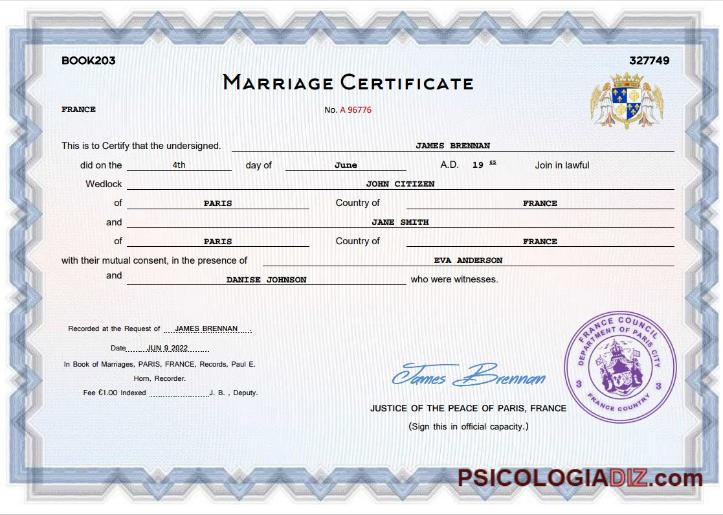 BOOK203
327749
MARRIAGE CERTIFICATE
FRANCE
No. A 96776
This is to Certify that the undersigned. JAMES BRENNAN
did on the 4th day of June A.D. 19 65 Join in lawful
Wedlock JOHN CITIZEN
of PARIS Country of FRANCE
and JANE SMITH
of PARIS Country of FRANCE
with their mutual consent, in the presence of EVA ANDERSON
and DANISE JOHNSON who were witnesses.
Recorded at the Request of JAMES BRENNAN
Date JUN 9 2022
In Book of Marriages, PARIS, FRANCE, Records, Paul E.
Horn, Recorder.
Fee €1.00 Indexed J. B. , Deputy.
James Brennan
JUSTICE OF THE PEACE OF PARIS, FRANCE
(Sign this in official capacity.)
FRANCE COUNCIL
DEPARTMENT OF PARIS CITY
3 3
FRANCE COUNTRY
PSICOLOGIADIZ.com